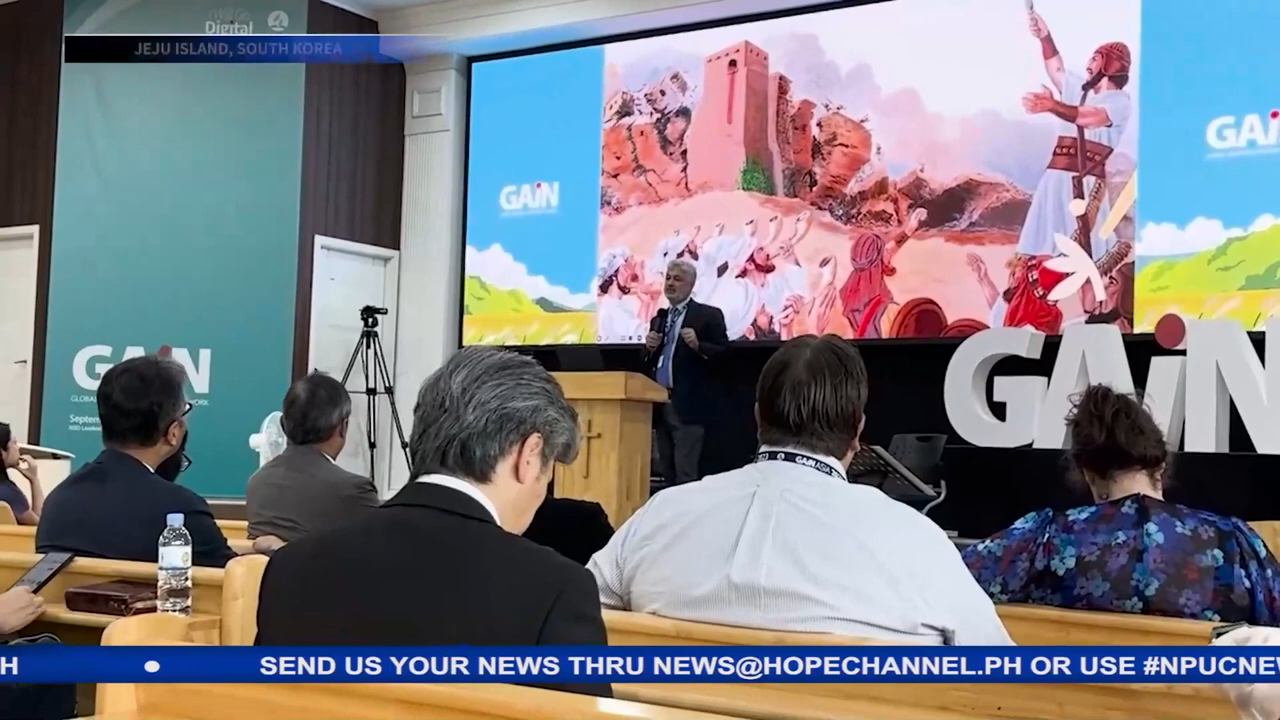 Digital
JEJU ISLAND, SOUTH KOREA
GAiN
GAiN
GAiN
GLOBAL
Septem
GAiN
GAiN ASIA
H • SEND US YOUR NEWS THRU NEWS@HOPECHANNEL.PH OR USE #NPUCNEW